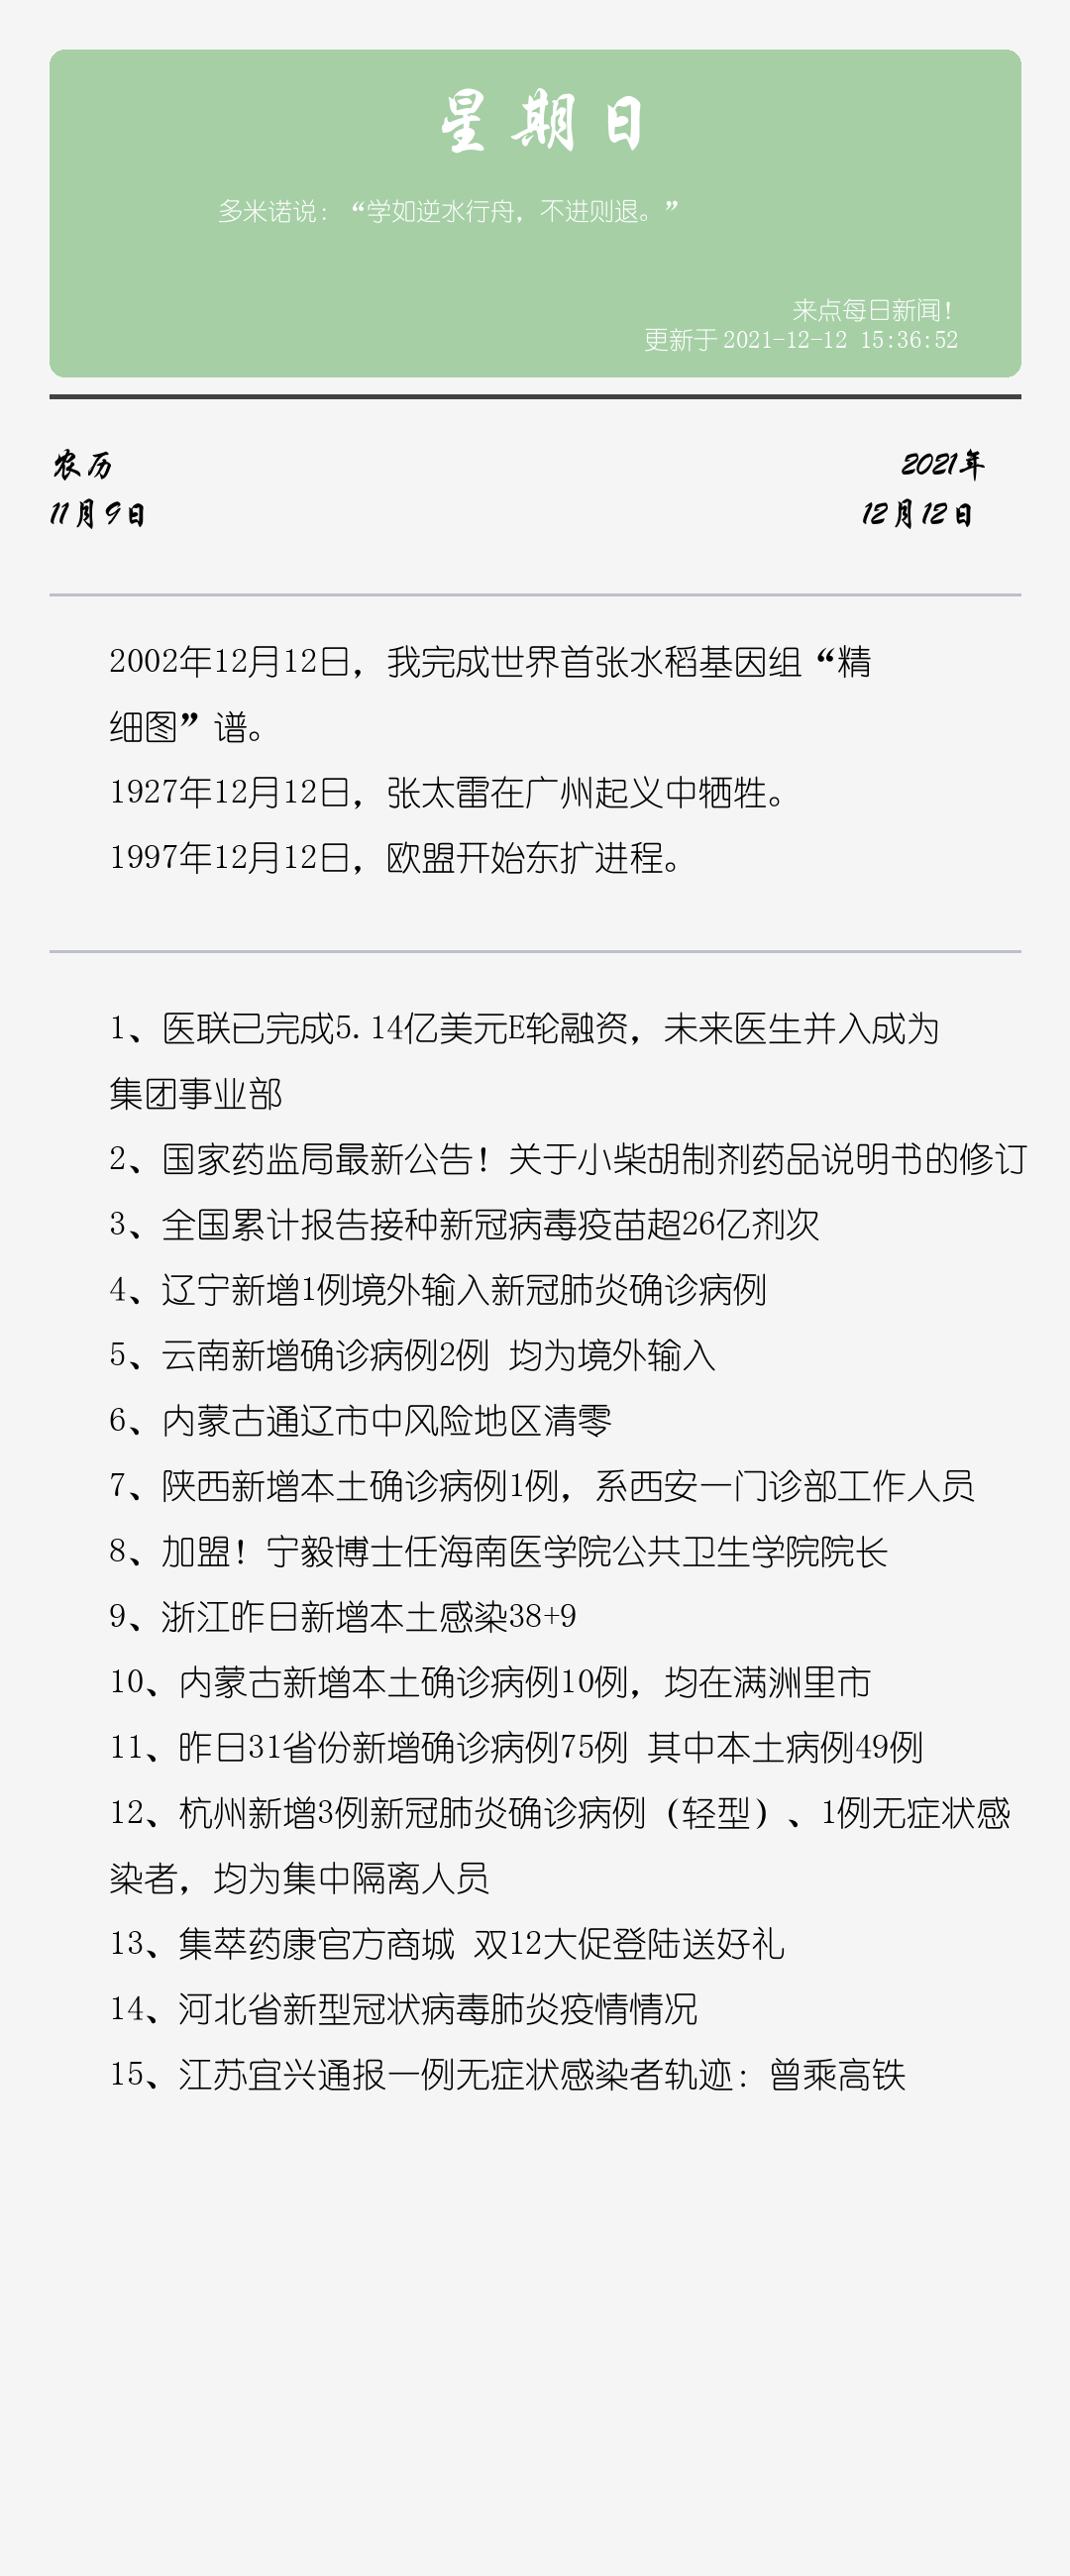 星期日
多米诺说：“学如逆水行舟，不进则退。”
来点每日新闻！
更新于 2021-12-12 15:36:52
农历
2021年
11月9日
12月12日
2002年12月12日，我完成世界首张水稻基因组“精
细图”谱。
1927年12月12日，张太雷在广州起义中牺牲。
1997年12月12日，欧盟开始东扩进程。
1、医联已完成5.14亿美元E轮融资，未来医生并入成为
集团事业部
2、国家药监局最新公告！关于小柴胡制剂药品说明书的修订
3、全国累计报告接种新冠病毒疫苗超26亿剂次
4、辽宁新增1例境外输入新冠肺炎确诊病例
5、云南新增确诊病例2例 均为境外输入
6、内蒙古通辽市中风险地区清零
7、陕西新增本土确诊病例1例，系西安一门诊部工作人员
8、加盟！宁毅博士任海南医学院公共卫生学院院长
9、浙江昨日新增本土感染38+9
10、内蒙古新增本土确诊病例10例，均在满洲里市
11、昨日31省份新增确诊病例75例 其中本土病例49例
12、杭州新增3例新冠肺炎确诊病例（轻型）、1例无症状感
染者，均为集中隔离人员
13、集萃药康官方商城 双12大促登陆送好礼
14、河北省新型冠状病毒肺炎疫情情况
15、江苏宜兴通报一例无症状感染者轨迹：曾乘高铁